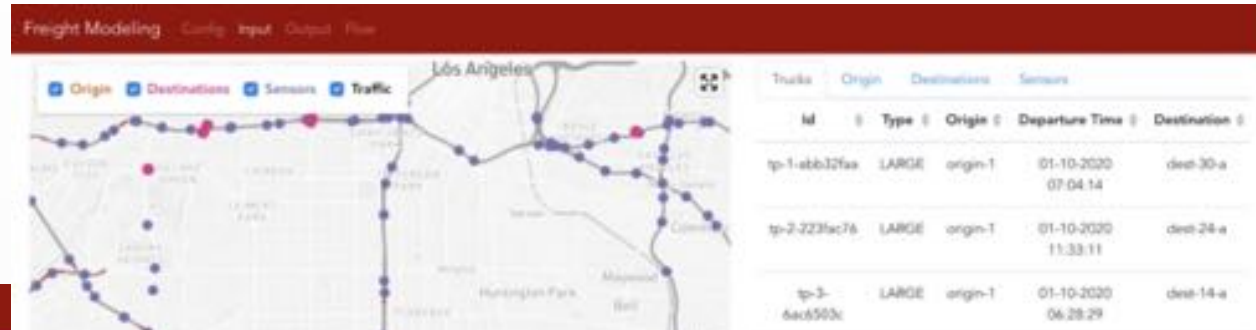 Freight Modeling Config Input Output Flow
Origin Destinations Sensors Traffic
Los Angeles
Huntington Park
Maywood
Bell
Trucks Origin Destinations Sensors
Id Type Origin Departure Time Destination
tp-1-abb32faa LARGE origin-1 01-10-2020 07:04:14 dest-30-a
tp-2-223fac76 LARGE origin-1 01-10-2020 11:33:11 dest-24-a
tp-3-6ac6503c LARGE origin-1 01-10-2020 06:28:29 dest-14-a